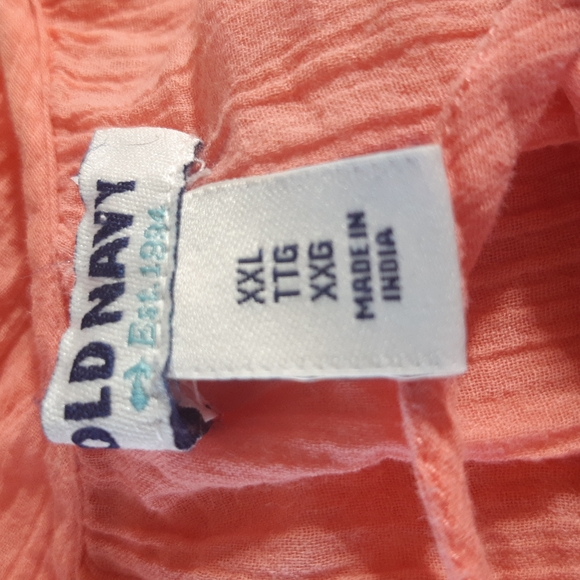 OLD NAVY
Est. 1994
XXL
TTG
XXG
MADE IN
INDIA